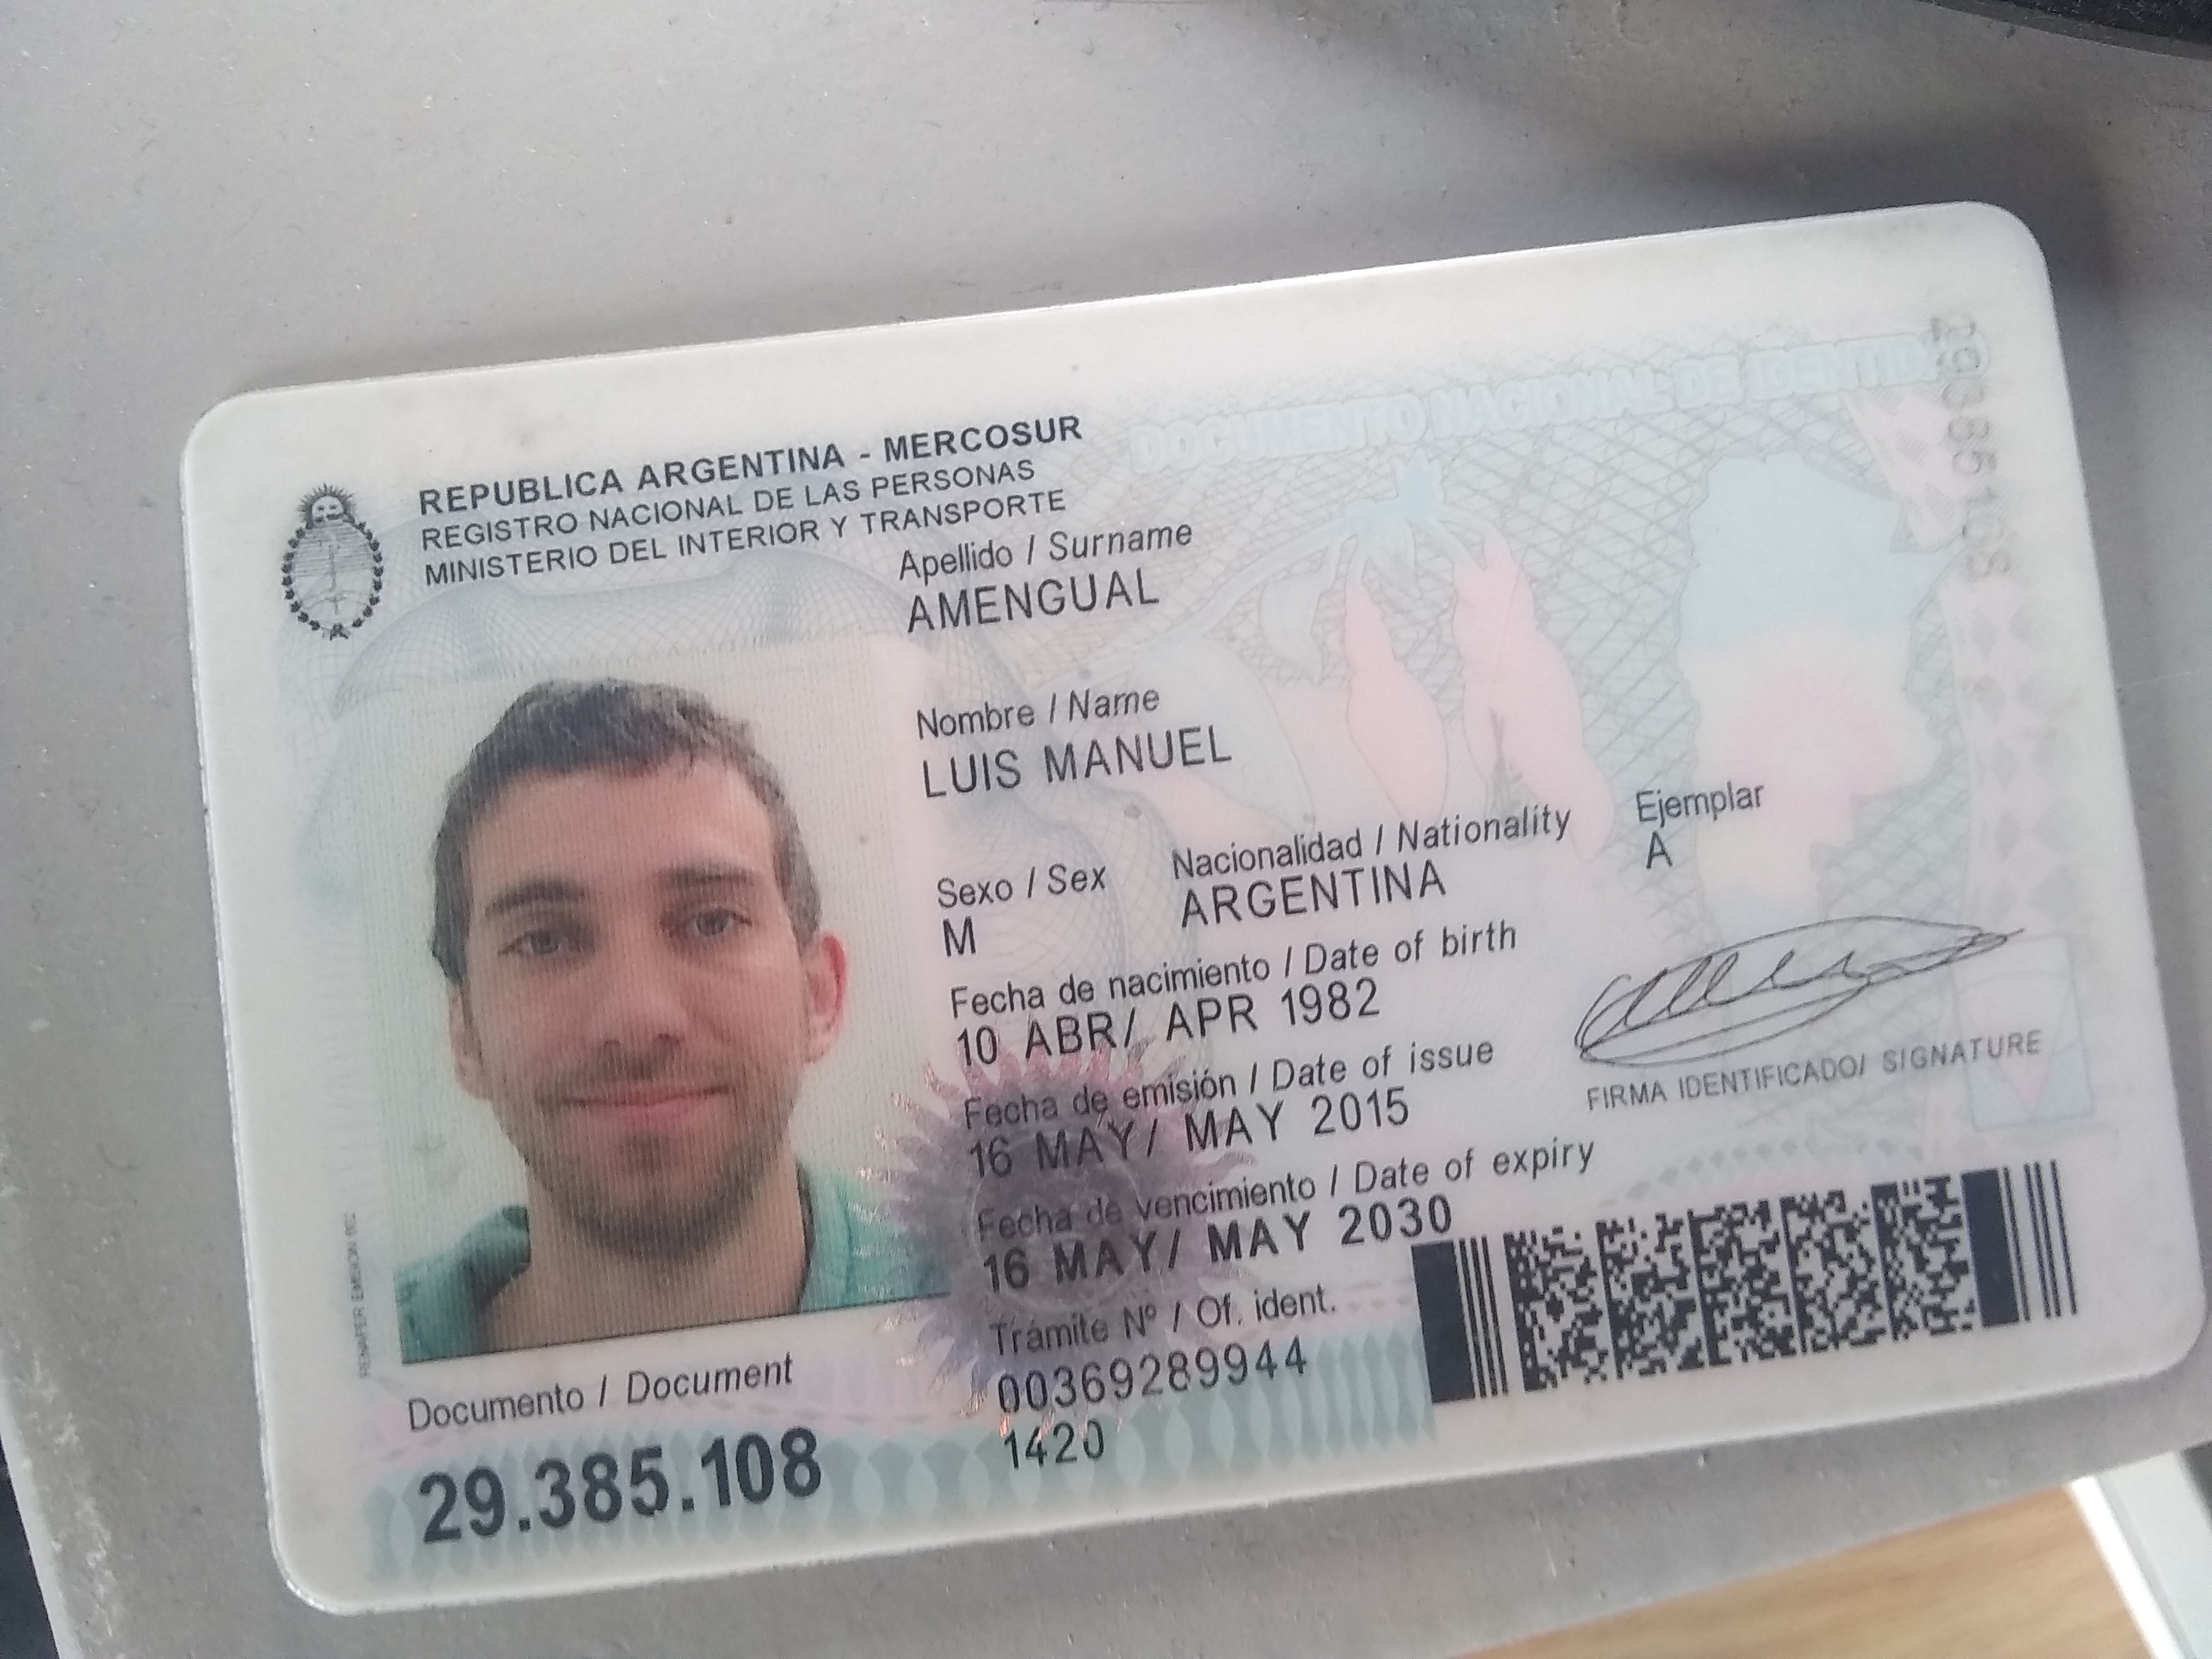 REPUBLICA ARGENTINA - MERCOSUR
REGISTRO NACIONAL DE LAS PERSONAS
MINISTERIO DEL INTERIOR Y TRANSPORTE
DOCUMENTO NACIONAL DE IDENTIDAD
29385108
Apellido / Surname
AMENGUAL
Nombre / Name
LUIS MANUEL
Sexo / Sex Nacionalidad / Nationality Ejemplar
M ARGENTINA A
Fecha de nacimiento / Date of birth
10 ABR/ APR 1982
Fecha de emisión / Date of issue
16 MAY/ MAY 2015
Fecha de vencimiento / Date of expiry
16 MAY/ MAY 2030
FIRMA IDENTIFICADO/ SIGNATURE
Trámite Nº / Of. ident.
00369289944
1420
Documento / Document
29.385.108